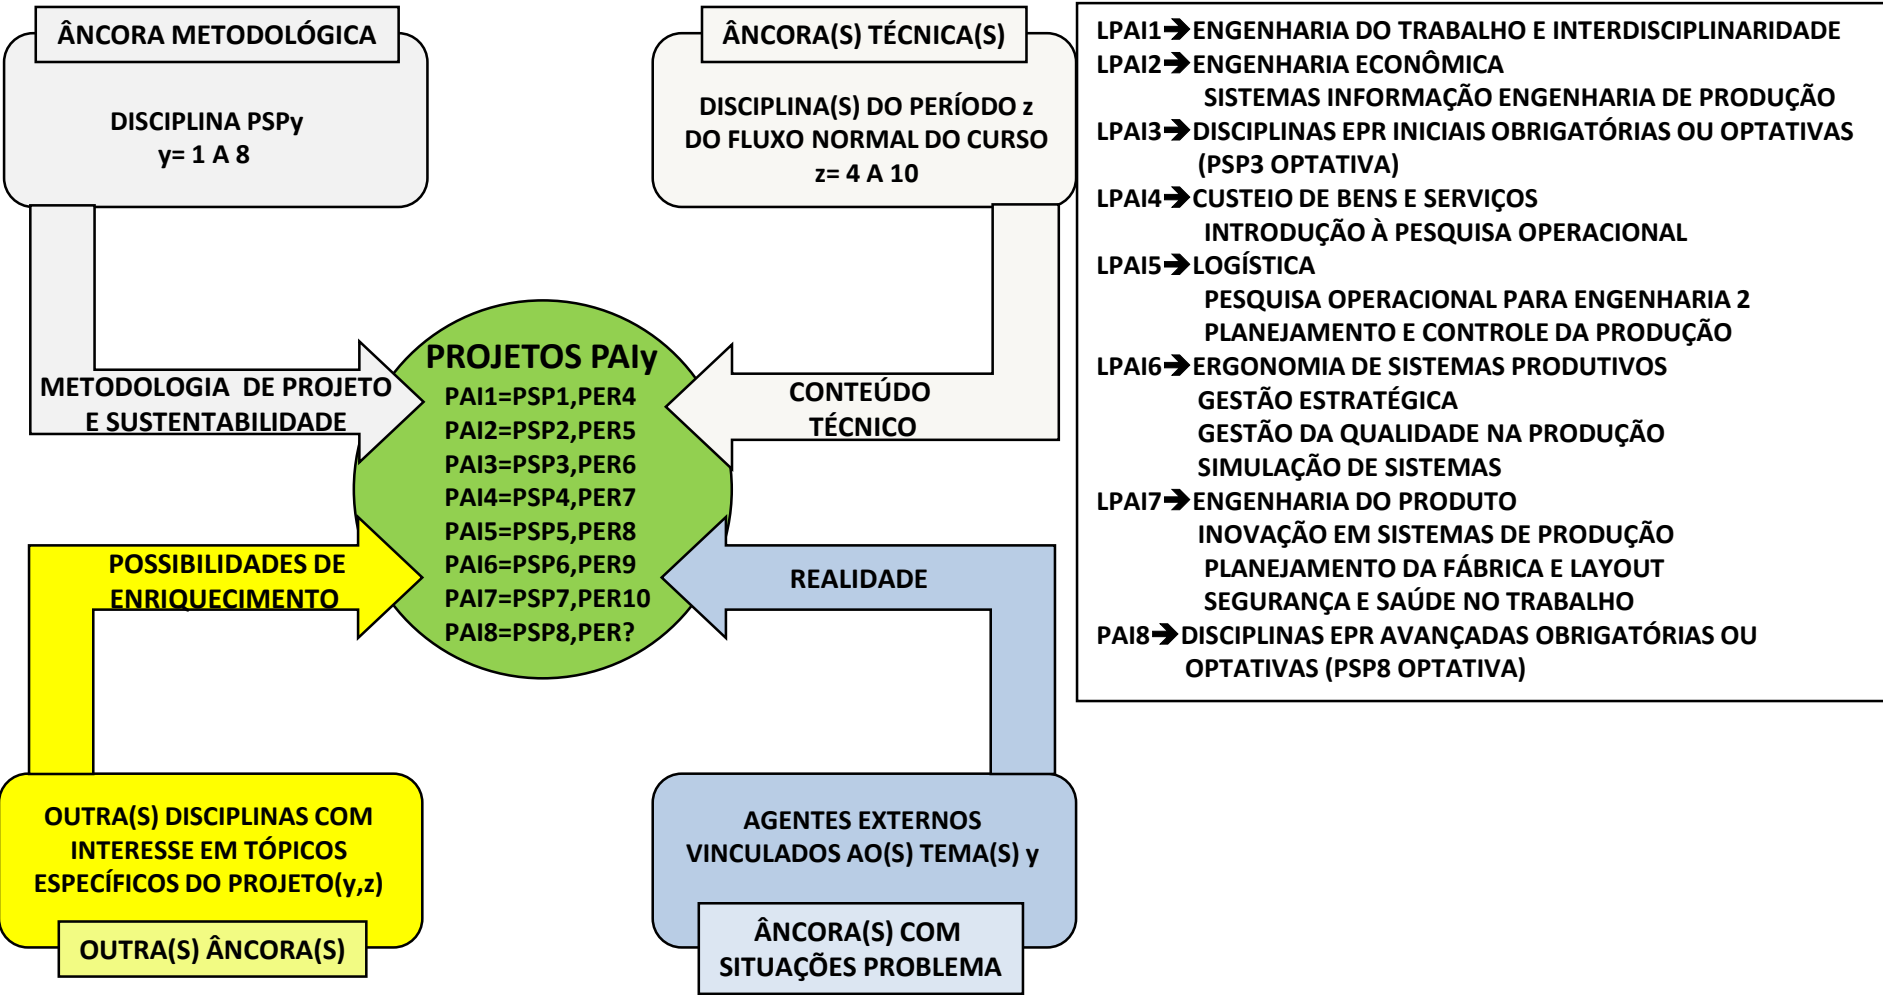 ÂNCORA METODOLÓGICA
DISCIPLINA PSPy
y= 1 A 8
ÂNCORA(S) TÉCNICA(S)
DISCIPLINA(S) DO PERÍODO z
DO FLUXO NORMAL DO CURSO
z= 4 A 10
METODOLOGIA DE PROJETO
E SUSTENTABILIDADE
PROJETOS PAIy
PAI1=PSP1,PER4
PAI2=PSP2,PER5
PAI3=PSP3,PER6
PAI4=PSP4,PER7
PAI5=PSP5,PER8
PAI6=PSP6,PER9
PAI7=PSP7,PER10
PAI8=PSP8,PER?
CONTEÚDO
TÉCNICO
POSSIBILIDADES DE
ENRIQUECIMENTO
REALIDADE
OUTRA(S) DISCIPLINAS COM
INTERESSE EM TÓPICOS
ESPECÍFICOS DO PROJETO(y,z)
OUTRA(S) ÂNCORA(S)
AGENTES EXTERNOS
VINCULADOS AO(S) TEMA(S) y
ÂNCORA(S) COM
SITUAÇÕES PROBLEMA
LPAI1➔ENGENHARIA DO TRABALHO E INTERDISCIPLINARIDADE
LPAI2➔ENGENHARIA ECONÔMICA
SISTEMAS INFORMAÇÃO ENGENHARIA DE PRODUÇÃO
LPAI3➔DISCIPLINAS EPR INICIAIS OBRIGATÓRIAS OU OPTATIVAS
(PSP3 OPTATIVA)
LPAI4➔CUSTEIO DE BENS E SERVIÇOS
INTRODUÇÃO À PESQUISA OPERACIONAL
LPAI5➔LOGÍSTICA
PESQUISA OPERACIONAL PARA ENGENHARIA 2
PLANEJAMENTO E CONTROLE DA PRODUÇÃO
LPAI6➔ERGONOMIA DE SISTEMAS PRODUTIVOS
GESTÃO ESTRATÉGICA
GESTÃO DA QUALIDADE NA PRODUÇÃO
SIMULAÇÃO DE SISTEMAS
LPAI7➔ENGENHARIA DO PRODUTO
INOVAÇÃO EM SISTEMAS DE PRODUÇÃO
PLANEJAMENTO DA FÁBRICA E LAYOUT
SEGURANÇA E SAÚDE NO TRABALHO
PAI8➔DISCIPLINAS EPR AVANÇADAS OBRIGATÓRIAS OU
OPTATIVAS (PSP8 OPTATIVA)